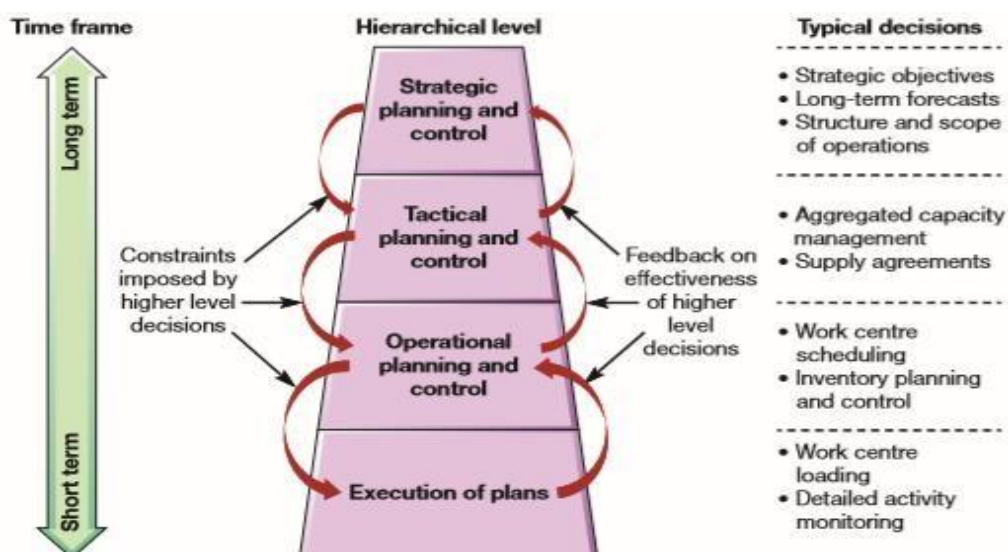 Time frame
Hierarchical level
Typical decisions
Long term
Short term
Strategic
planning and
control
Tactical
planning and
control
Operational
planning and
control
Execution of plans
Constraints
imposed by
higher level
decisions
Feedback on
effectiveness
of higher
level
decisions
• Strategic objectives
• Long-term forecasts
• Structure and scope
of operations
• Aggregated capacity
management
• Supply agreements
• Work centre
scheduling
• Inventory planning
and control
• Work centre
loading
• Detailed activity
monitoring